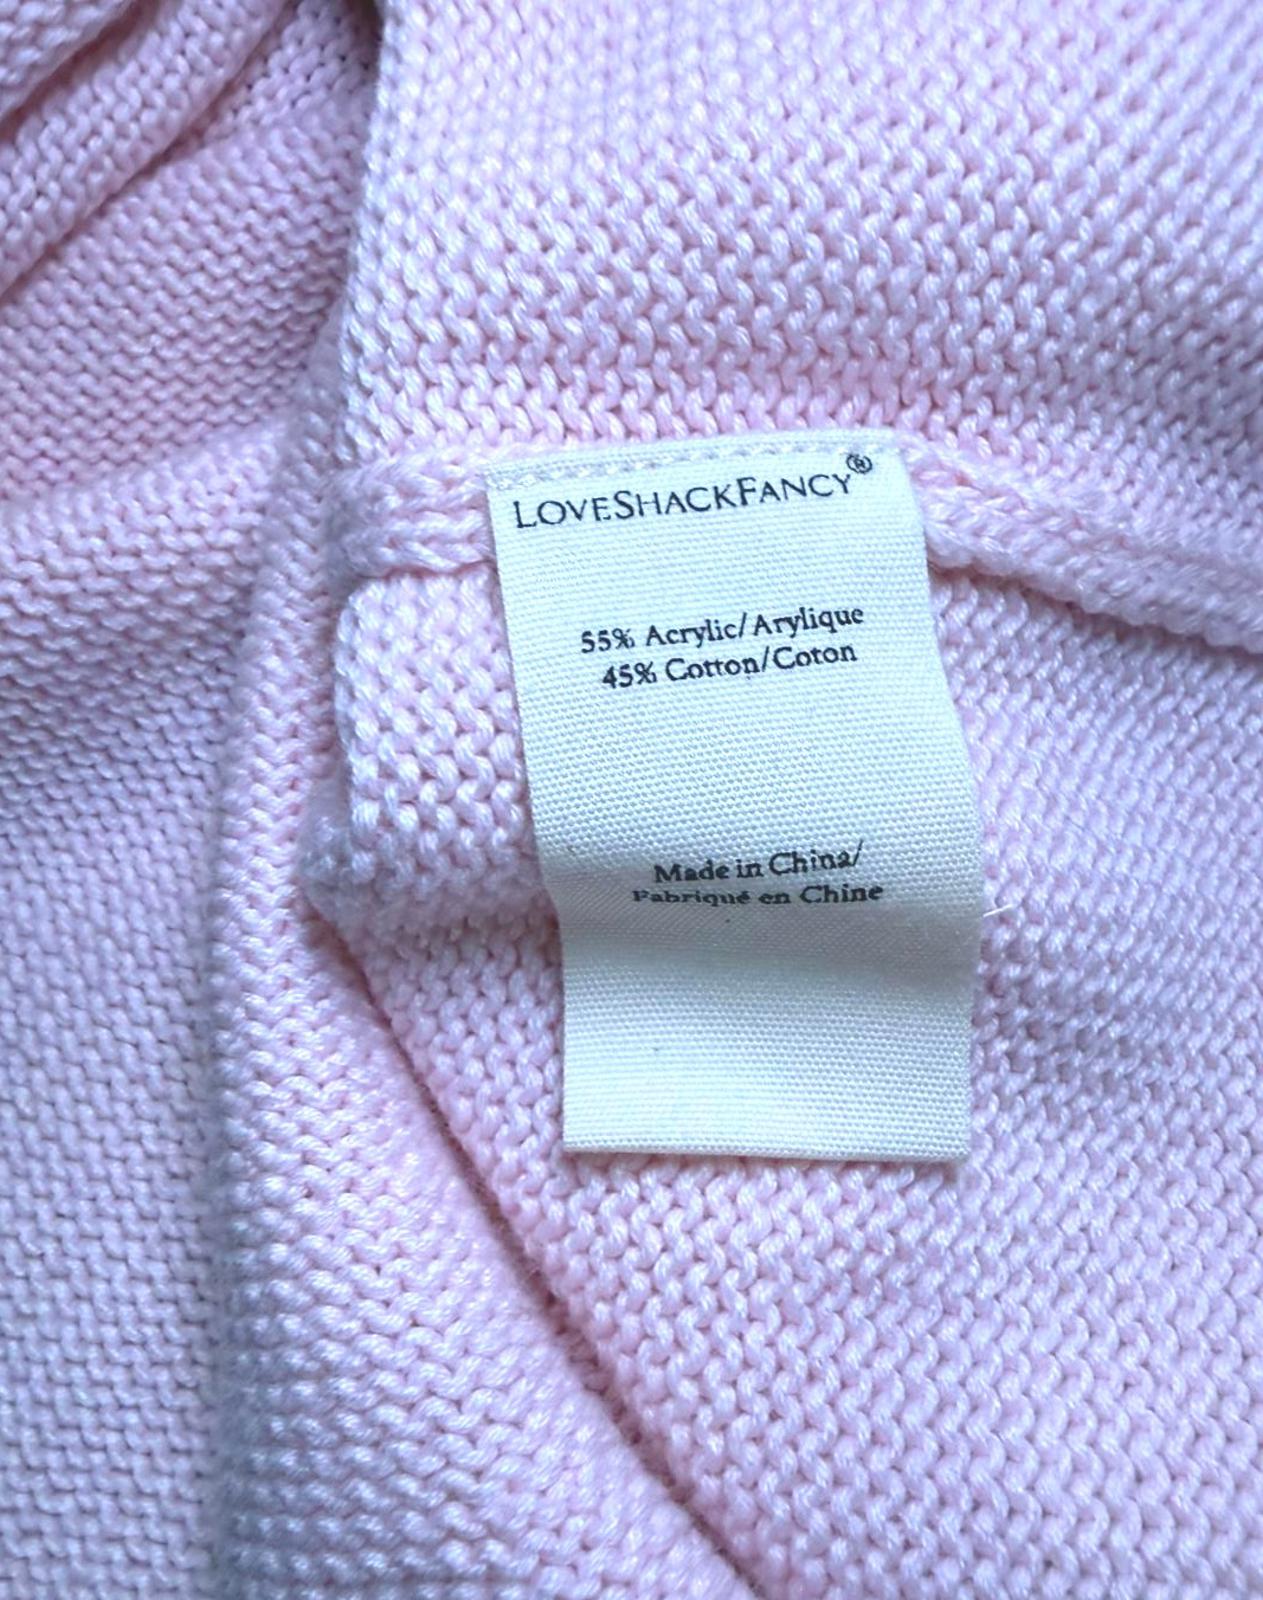 LOVESHACKFANCY®
55% Acrylic/Arylique
45% Cotton/Coton
Made in China/
Fabriqué en Chine